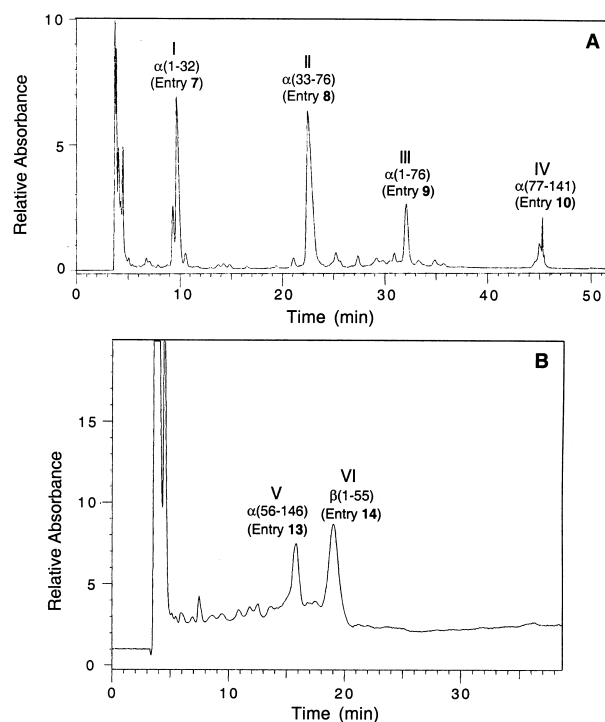 A
10
5
0
Relative Absorbance
I
α(1-32)
(Entry 7)
II
α(33-76)
(Entry 8)
III
α(1-76)
(Entry 9)
IV
α(77-141)
(Entry 10)
0 10 20 30 40 50
Time (min)
B
15
10
5
0
Relative Absorbance
V
α(56-146)
(Entry 13)
VI
β(1-55)
(Entry 14)
0 10 20 30
Time (min)